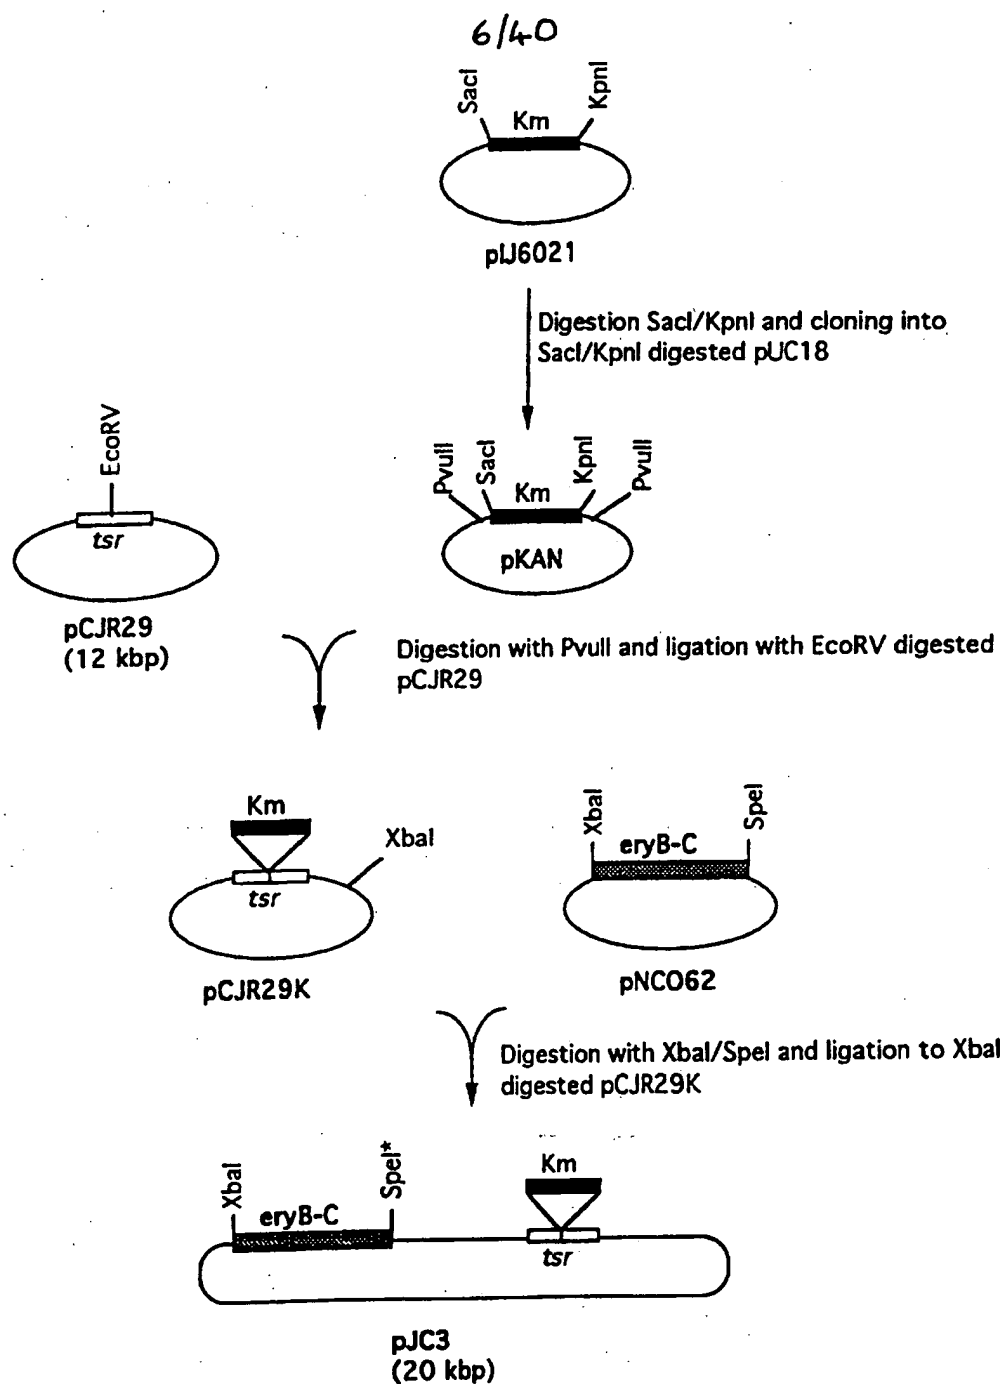 6/40
SacI
Km
KpnI
pIJ6021
Digestion SacI/KpnI and cloning into
SacI/KpnI digested pUC18
EcoRV
tsr
pCJR29
(12 kbp)
PvuII
SacI
Km
KpnI
PvuII
pKAN
Digestion with PvuII and ligation with EcoRV digested
pCJR29
Km
XbaI
tsr
pCJR29K
XbaI
eryB-C
SpeI
pNCO62
Digestion with XbaI/SpeI and ligation to XbaI
digested pCJR29K
XbaI
eryB-C
SpeI*
Km
tsr
pJC3
(20 kbp)